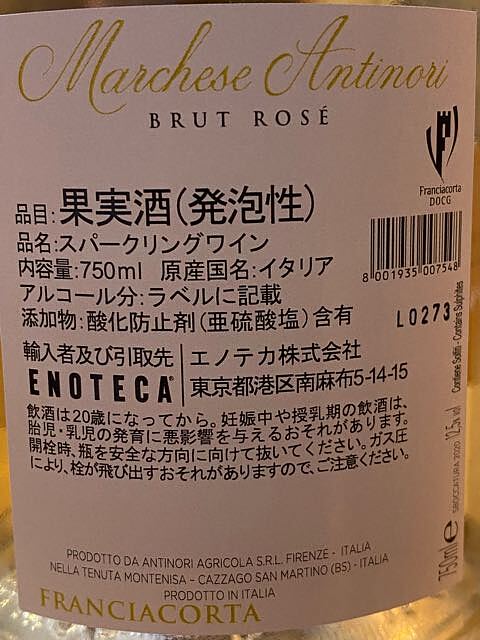 Marchese Antinori
BRUT ROSÉ
Franciacorta
DOCG
品目:果実酒(発泡性)
品名:スパークリングワイン
内容量:750ml 原産国名:イタリア
アルコール分:ラベルに記載
添加物:酸化防止剤(亜硫酸塩)含有
8 001935 007548
L0273
Contiene Solfiti - Contains Sulphites
輸入者及び引取先
ENOTECA
エノテカ株式会社
東京都港区南麻布5-14-15
飲酒は20歳になってから。妊娠中や授乳期の飲酒は、
胎児・乳児の発育に悪影響を与えるおそれがあります。
開栓時、瓶を安全な方向に向けて抜いてください。ガス圧
により、栓が飛び出すおそれがありますので、ご注意ください。
SBOCCATURA 2020
12,5% vol
750ml e
PRODOTTO DA ANTINORI AGRICOLA S.R.L. FIRENZE - ITALIA
NELLA TENUTA MONTENISA - CAZZAGO SAN MARTINO (BS) - ITALIA
PRODOTTO IN ITALIA
FRANCIACORTA